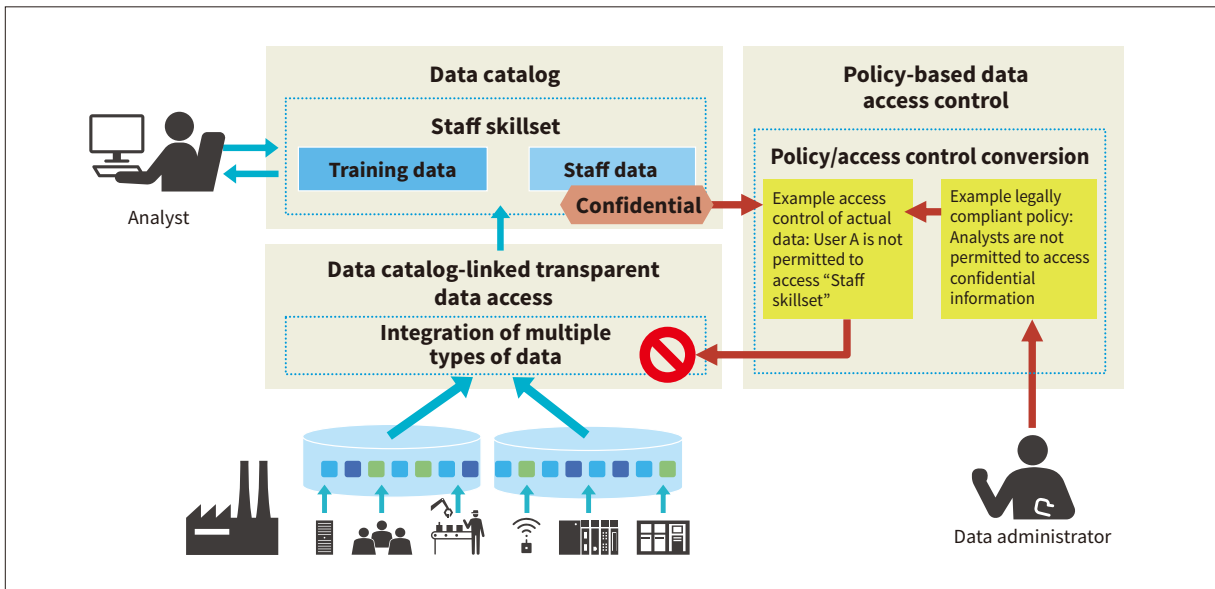 Data catalog
Staff skillset
Training data
Staff data
Confidential
Analyst
Data catalog-linked transparent
data access
Integration of multiple
types of data
Policy-based data
access control
Policy/access control conversion
Example access
control of actual
data: User A is not
permitted to
access “Staff
skillset”
Example legally
compliant policy:
Analysts are not
permitted to access
confidential
information
Data administrator